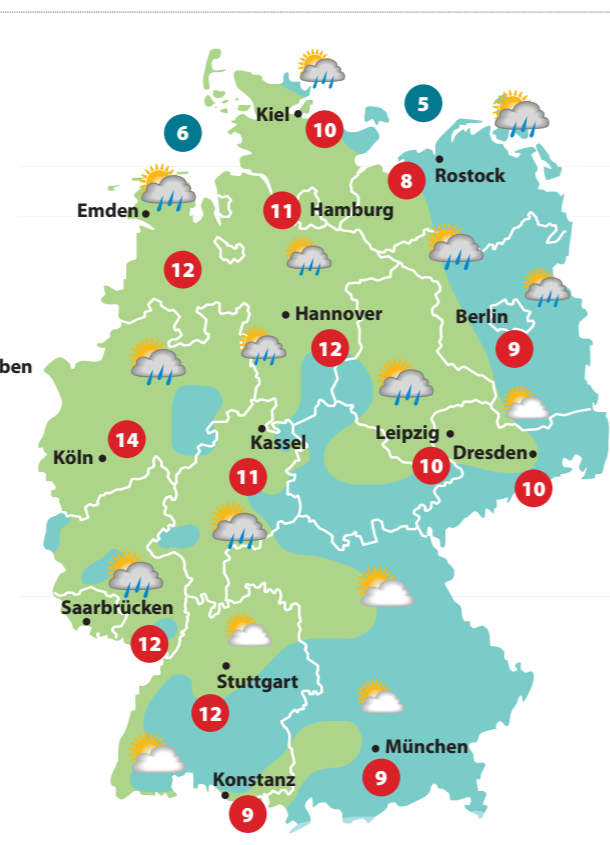 Kiel
10
5
6
8
Rostock
Emden
11
Hamburg
12
Hannover
Berlin
12
9
ben
14
Köln
Kassel
Leipzig
Dresden
11
10
10
Saarbrücken
12
Stuttgart
12
München
9
Konstanz
9